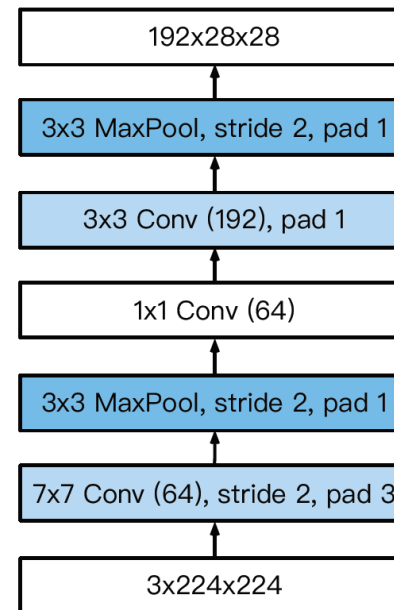 192x28x28
3x3 MaxPool, stride 2, pad 1
3x3 Conv (192), pad 1
1x1 Conv (64)
3x3 MaxPool, stride 2, pad 1
7x7 Conv (64), stride 2, pad 3
3x224x224